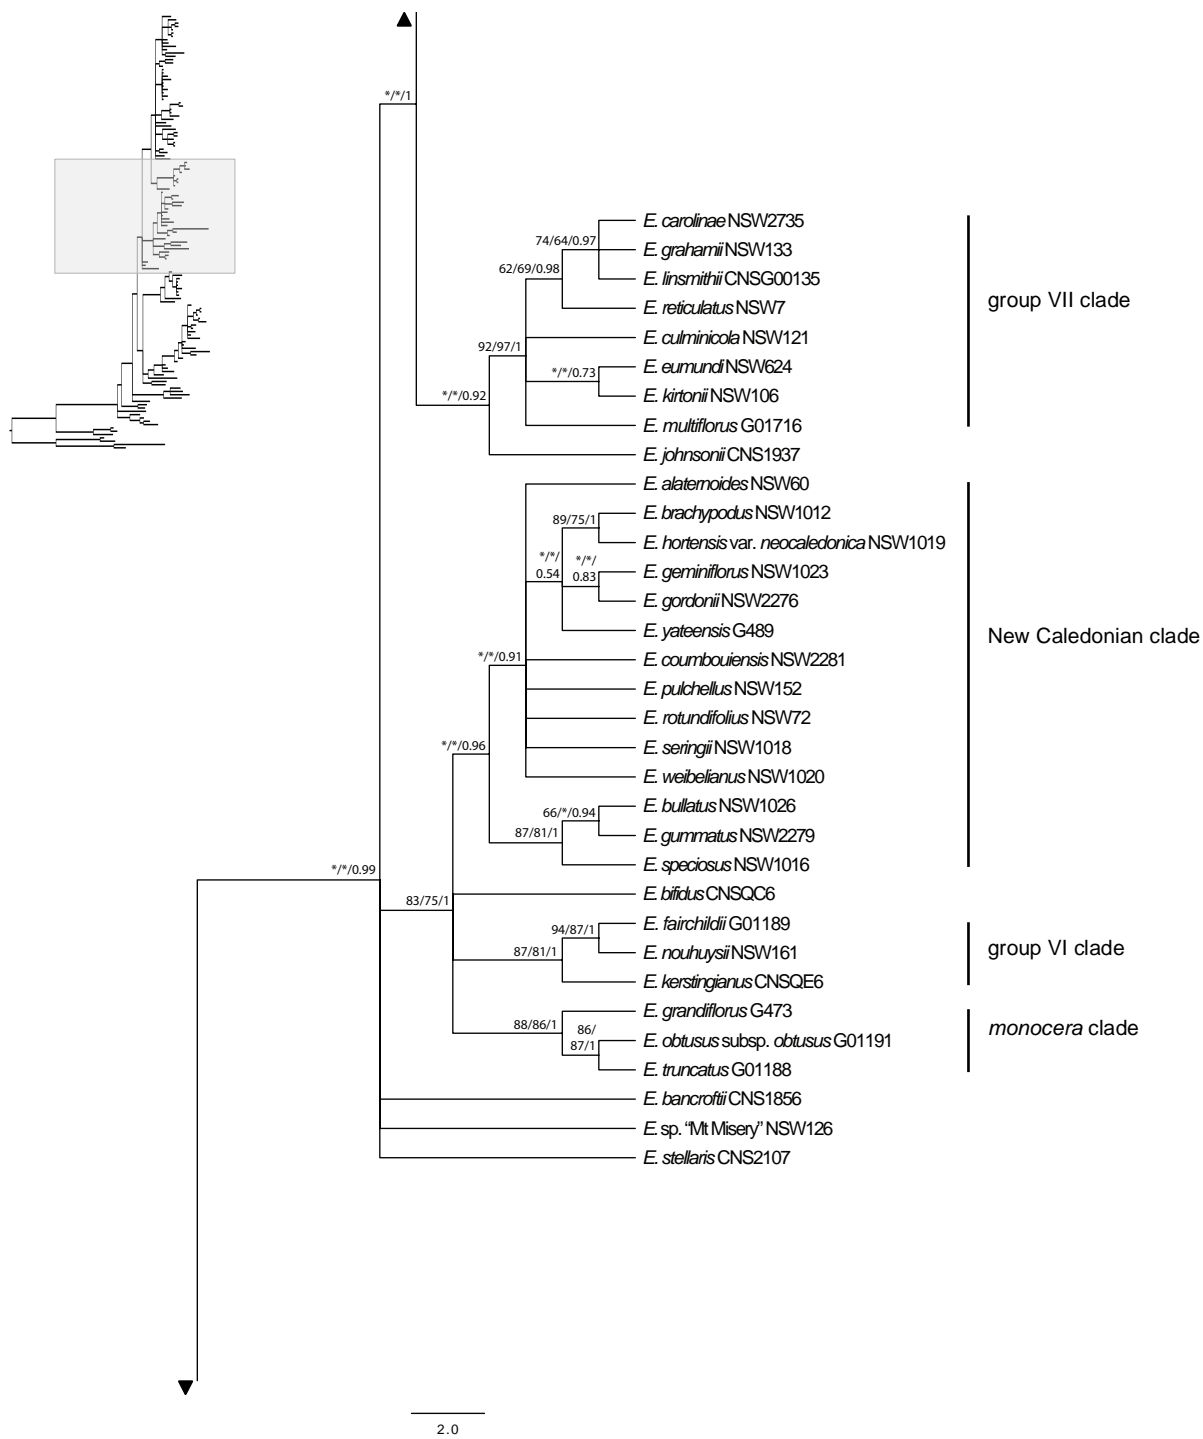 */*/1
E. carolinae NSW2735
74/64/0.97
E. grahamii NSW133
62/69/0.98
E. linsmithii CNSG00135
group VII clade
E. reticulatus NSW7
E. culminicola NSW121
92/97/1
E. eumundi NSW624
*/*/0.73
*/*/0.92
E. kirtonii NSW106
E. multiflorus G01716
E. johnsonii CNS1937
E. alaternoides NSW60
E. brachypodus NSW1012
89/75/1
E. hortensis var. neocaledonica NSW1019
*/*/
0.54
*/*/
0.83
E. geminiflorus NSW1023
E. gordonii NSW2276
E. yateensis G489
New Caledonian clade
*/*/0.91
E. coumbouiensis NSW2281
E. pulchellus NSW152
E. rotundifolius NSW72
*/*/0.96
E. seringii NSW1018
E. weibelianus NSW1020
E. bullatus NSW1026
66/*/0.94
87/81/1
E. gummatus NSW2279
E. speciosus NSW1016
*/*/0.99
E. bifidus CNSQC6
83/75/1
E. fairchildii G01189
94/87/1
87/81/1
E. nouhuysii NSW161
group VI clade
E. kerstingianus CNSQE6
E. grandiflorus G473
88/86/1
86/
87/1
monocera clade
E. obtusus subsp. obtusus G01191
E. truncatus G01188
E. bancroftii CNS1856
E. sp. “Mt Misery” NSW126
E. stellaris CNS2107
2.0